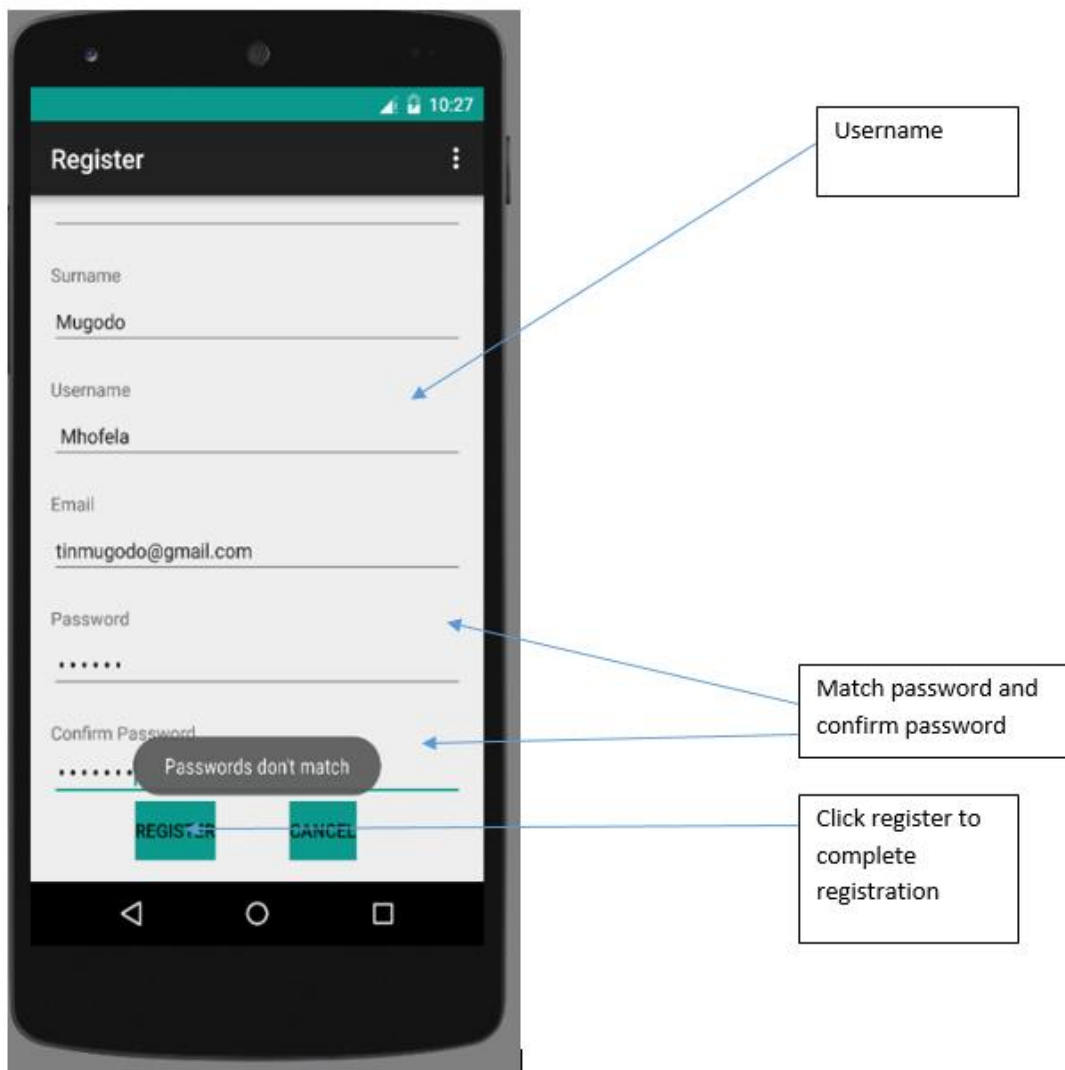 10:27
Register
Surname
Mugodo
Username
Mhofela
Email
tinmugodo@gmail.com
Password
••••••
Confirm Password
•••••••
Passwords don't match
REGISTER
CANCEL
Username
Match password and
confirm password
Click register to
complete
registration